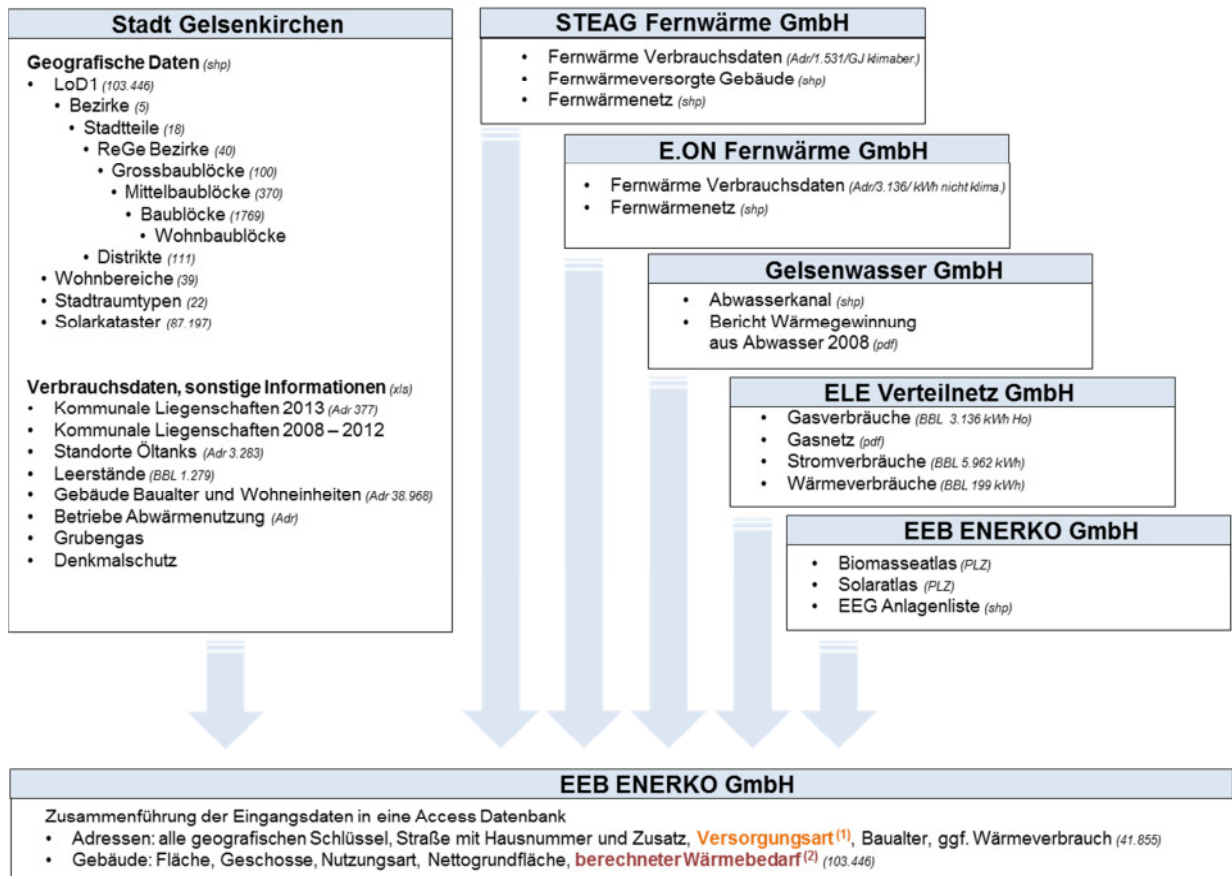 Stadt Gelsenkirchen
Geografische Daten (shp)
• LoD1 (103.446)
• Bezirke (5)
• Stadtteile (18)
• ReGe Bezirke (40)
• Grossbaublöcke (100)
• Mittelbaublöcke (370)
• Baublöcke (1769)
• Wohnbaublöcke
• Distrikte (111)
• Wohnbereiche (39)
• Stadtraumtypen (22)
• Solarkataster (87.197)
Verbrauchsdaten, sonstige Informationen (xls)
• Kommunale Liegenschaften 2013 (Adr 377)
• Kommunale Liegenschaften 2008 – 2012
• Standorte Öltanks (Adr 3.283)
• Leerstände (BBL 1.279)
• Gebäude Baualter und Wohneinheiten (Adr 38.968)
• Betriebe Abwärmenutzung (Adr)
• Grubengas
• Denkmalschutz
STEAG Fernwärme GmbH
• Fernwärme Verbrauchsdaten (Adr/1.531/GJ klimaber.)
• Fernwärmeversorgte Gebäude (shp)
• Fernwärmenetz (shp)
E.ON Fernwärme GmbH
• Fernwärme Verbrauchsdaten (Adr/3.136/ kWh nicht klima.)
• Fernwärmenetz (shp)
Gelsenwasser GmbH
• Abwasserkanal (shp)
• Bericht Wärmegewinnung
aus Abwasser 2008 (pdf)
ELE Verteilnetz GmbH
• Gasverbräuche (BBL 3.136 kWh Ho)
• Gasnetz (pdf)
• Stromverbräuche (BBL 5.962 kWh)
• Wärmeverbräuche (BBL 199 kWh)
EEB ENERKO GmbH
• Biomasseatlas (PLZ)
• Solaratlas (PLZ)
• EEG Anlagenliste (shp)
EEB ENERKO GmbH
Zusammenführung der Eingangsdaten in eine Access Datenbank
• Adressen: alle geografischen Schlüssel, Straße mit Hausnummer und Zusatz, Versorgungsart (1), Baualter, ggf. Wärmeverbrauch (41.855)
• Gebäude: Fläche, Geschosse, Nutzungsart, Nettogrundfläche, berechneter Wärmebedarf (2) (103.446)